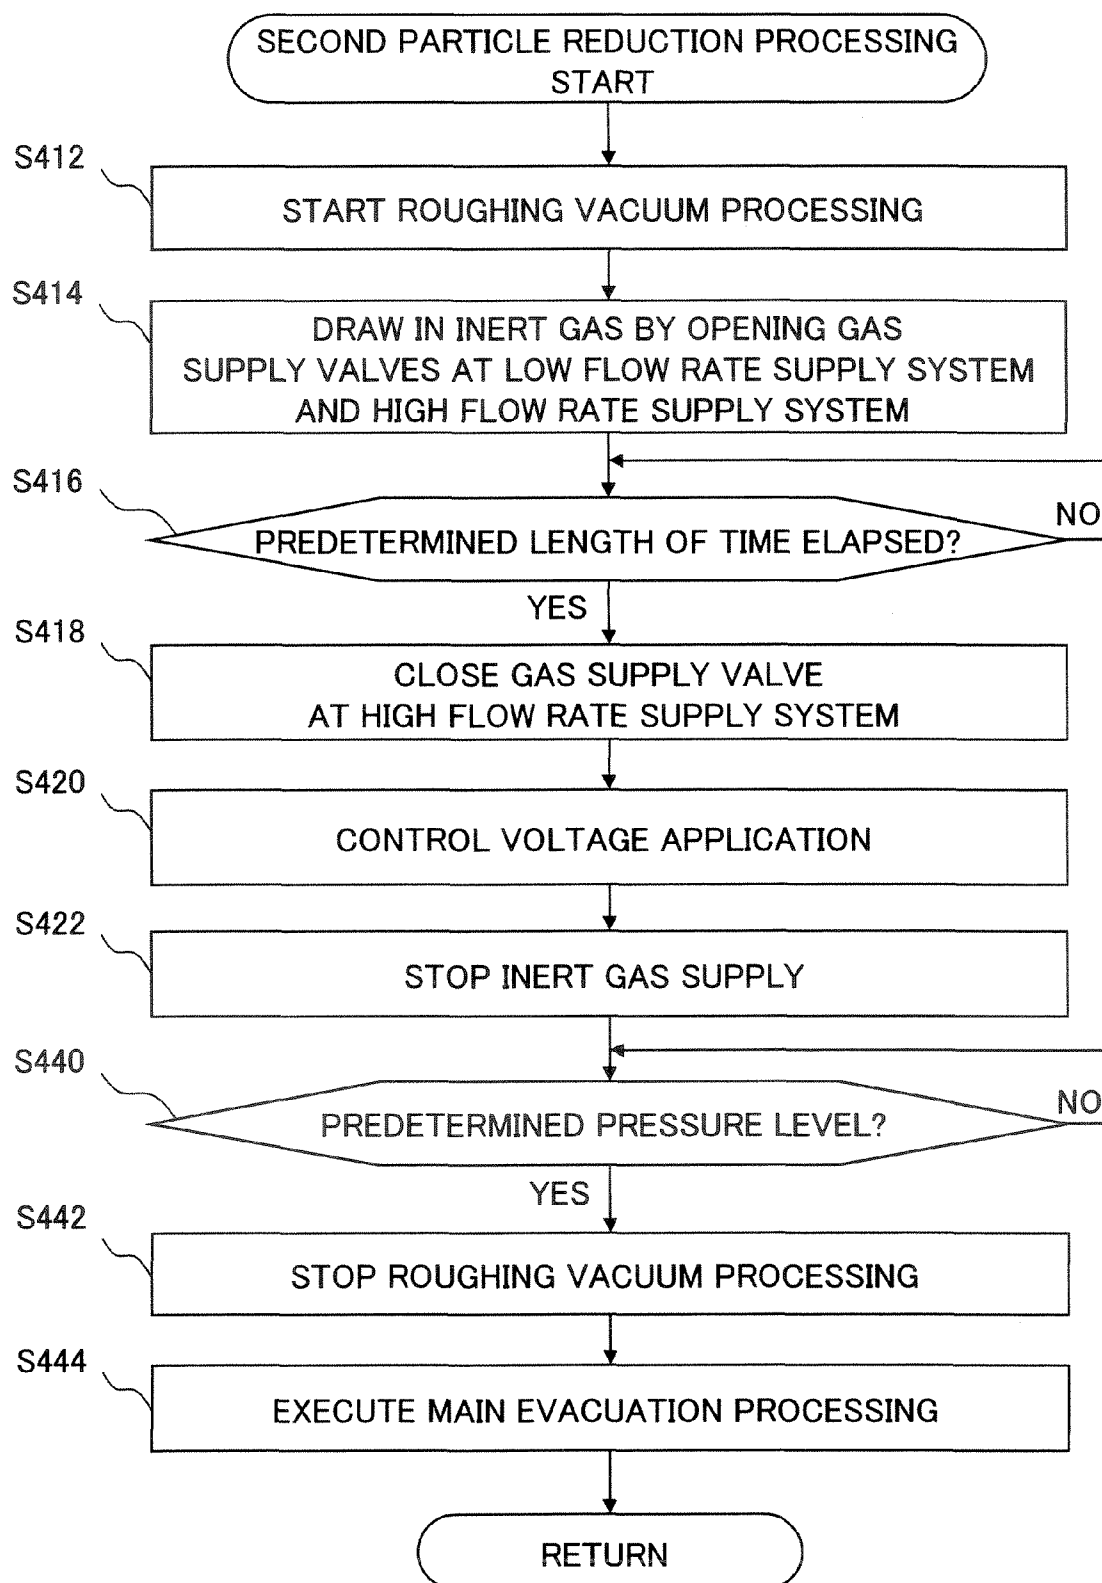 SECOND PARTICLE REDUCTION PROCESSING
START
S412
START ROUGHING VACUUM PROCESSING
S414
DRAW IN INERT GAS BY OPENING GAS
SUPPLY VALVES AT LOW FLOW RATE SUPPLY SYSTEM
AND HIGH FLOW RATE SUPPLY SYSTEM
S416
PREDETERMINED LENGTH OF TIME ELAPSED?
NO
YES
S418
CLOSE GAS SUPPLY VALVE
AT HIGH FLOW RATE SUPPLY SYSTEM
S420
CONTROL VOLTAGE APPLICATION
S422
STOP INERT GAS SUPPLY
S440
PREDETERMINED PRESSURE LEVEL?
NO
YES
S442
STOP ROUGHING VACUUM PROCESSING
S444
EXECUTE MAIN EVACUATION PROCESSING
RETURN